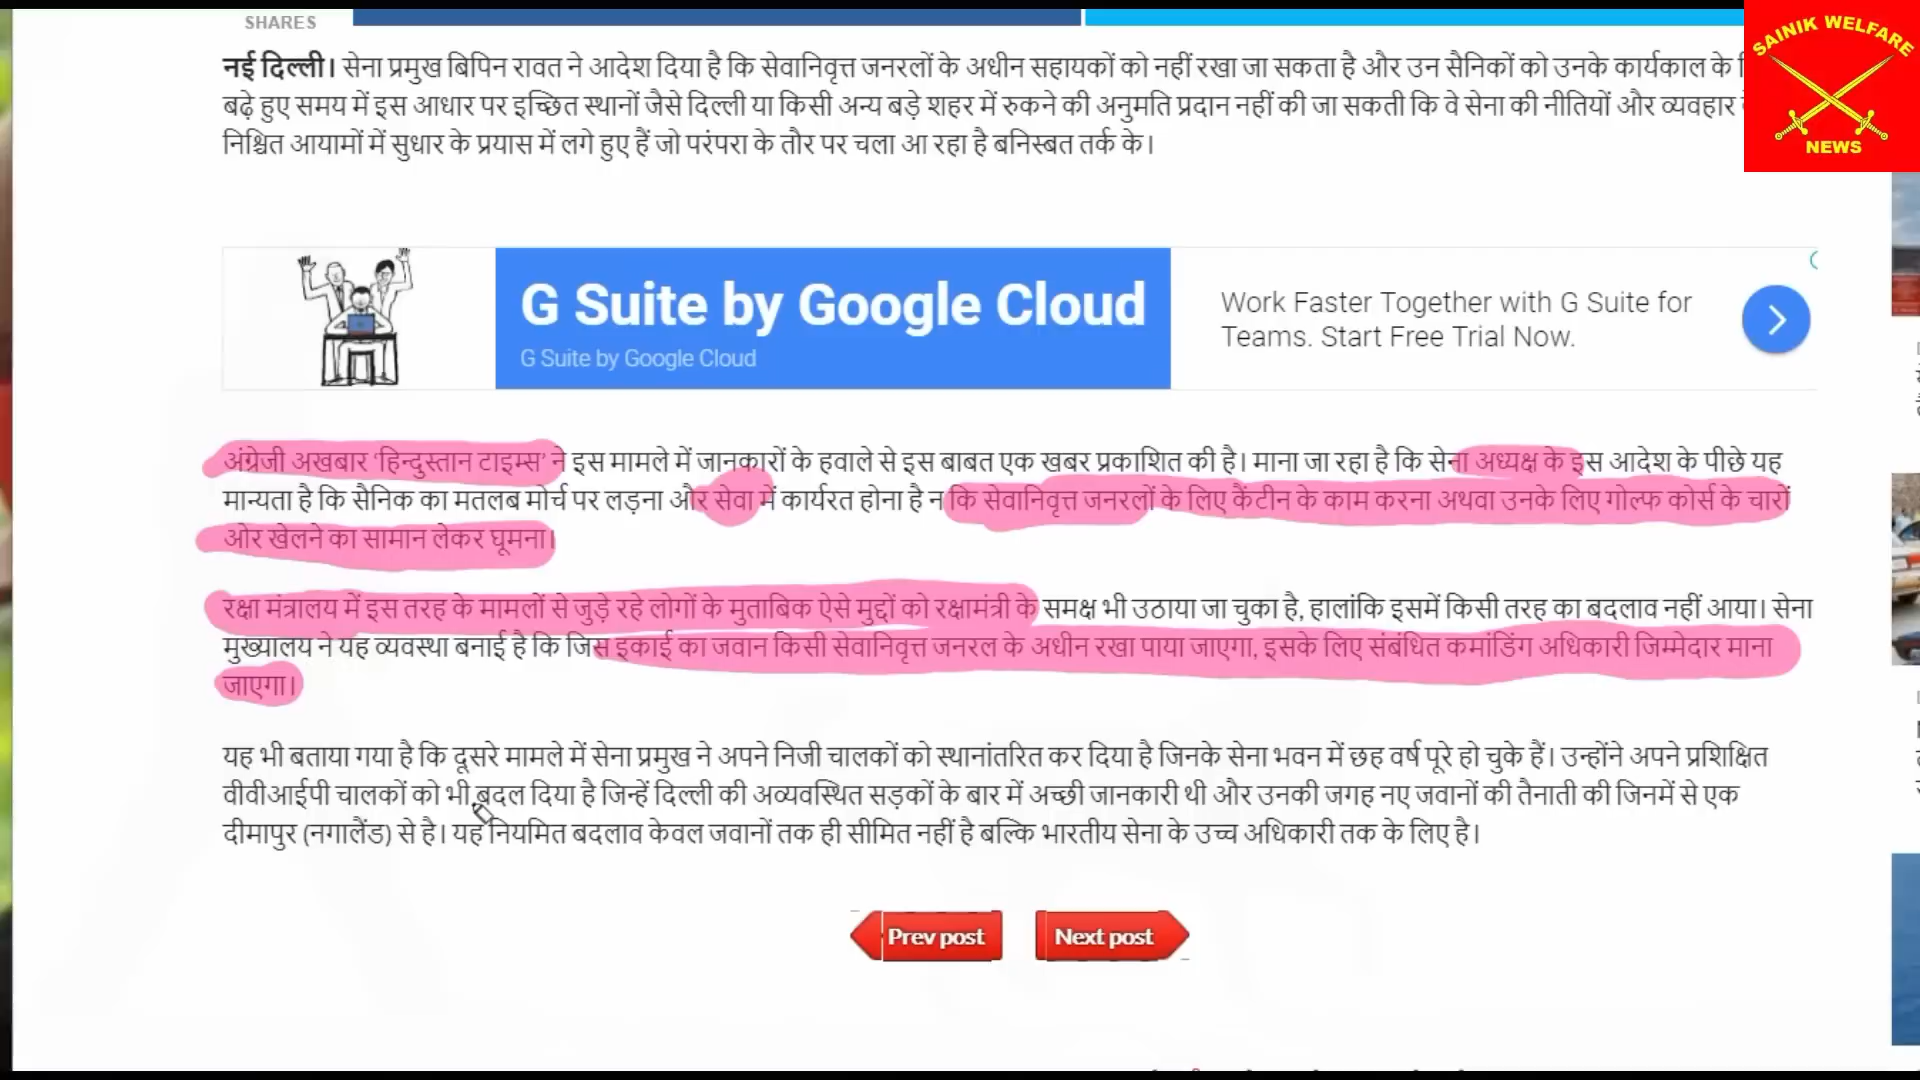 SHARES
SAINIK WELFARE
NEWS
नई दिल्ली। सेना प्रमुख बिपिन रावत ने आदेश दिया है कि सेवानिवृत्त जनरलों के अधीन सहायकों को नहीं रखा जा सकता है और उन सैनिकों को उनके कार्यकाल के
बढ़े हुए समय में इस आधार पर इच्छित स्थानों जैसे दिल्ली या किसी अन्य बड़े शहर में रुकने की अनुमति प्रदान नहीं की जा सकती कि वे सेना की नीतियों और व्यवहार
निश्चित आयामों में सुधार के प्रयास में लगे हुए हैं जो परंपरा के तौर पर चला आ रहा है बनिस्बत तर्क के।
G Suite by Google Cloud
G Suite by Google Cloud
Work Faster Together with G Suite for
Teams. Start Free Trial Now.
अंग्रेजी अखबार 'हिन्दुस्तान टाइम्स' ने इस मामले में जानकारों के हवाले से इस बाबत एक खबर प्रकाशित की है। माना जा रहा है कि सेना अध्यक्ष के इस आदेश के पीछे यह
मान्यता है कि सैनिक का मतलब मोर्चे पर लड़ना और सेवा में कार्यरत होना है न कि सेवानिवृत्त जनरलों के लिए कैंटीन के काम करना अथवा उनके लिए गोल्फ कोर्स के चारों
ओर खेलने का सामान लेकर घूमना।
रक्षा मंत्रालय में इस तरह के मामलों से जुड़े रहे लोगों के मुताबिक ऐसे मुद्दों को रक्षामंत्री के समक्ष भी उठाया जा चुका है, हालांकि इसमें किसी तरह का बदलाव नहीं आया। सेना
मुख्यालय ने यह व्यवस्था बनाई है कि जिस इकाई का जवान किसी सेवानिवृत्त जनरल के अधीन रखा पाया जाएगा, इसके लिए संबंधित कमांडिंग अधिकारी जिम्मेदार माना
जाएगा।
यह भी बताया गया है कि दूसरे मामले में सेना प्रमुख ने अपने निजी चालकों को स्थानांतरित कर दिया है जिनके सेना भवन में छह वर्ष पूरे हो चुके हैं। उन्होंने अपने प्रशिक्षित
वीवीआईपी चालकों को भी बदल दिया है जिन्हें दिल्ली की अव्यवस्थित सड़कों के बार में अच्छी जानकारी थी और उनकी जगह नए जवानों की तैनाती की जिनमें से एक
दीमापुर (नगालैंड) से है। यह नियमित बदलाव केवल जवानों तक ही सीमित नहीं है बल्कि भारतीय सेना के उच्च अधिकारी तक के लिए है।
Prev post
Next post